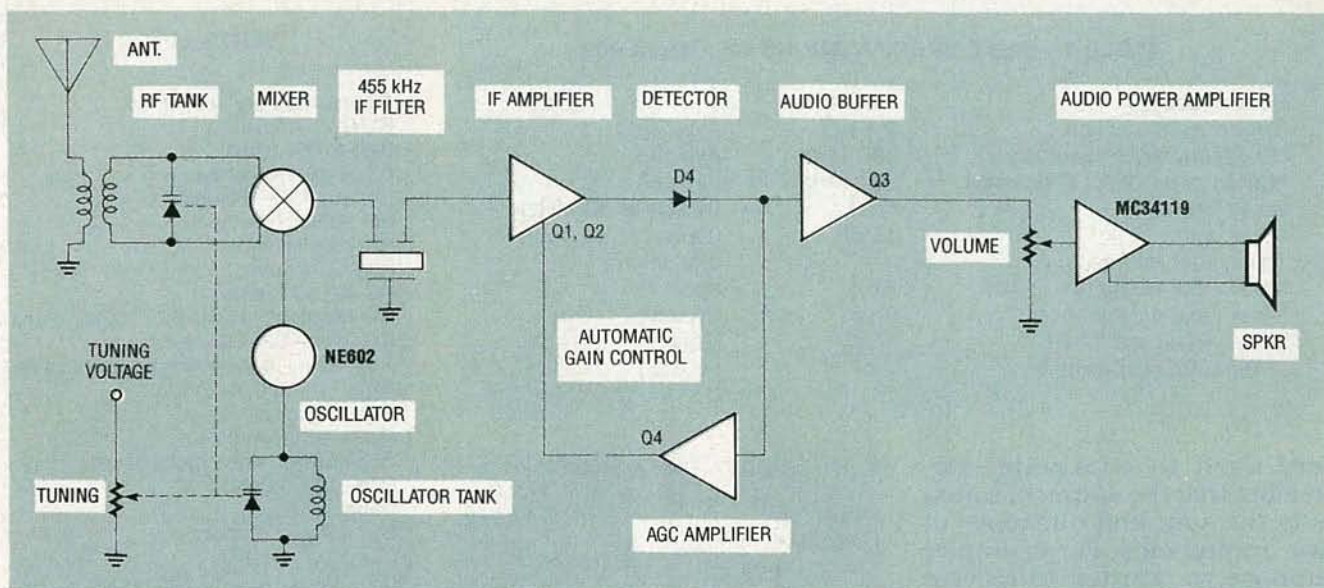 ANT.
RF TANK
MIXER
455 kHz
IF FILTER
IF AMPLIFIER
DETECTOR
AUDIO BUFFER
AUDIO POWER AMPLIFIER
D4
Q1, Q2
Q3
MC34119
VOLUME
SPKR
TUNING
VOLTAGE
NE602
AUTOMATIC
GAIN CONTROL
OSCILLATOR
Q4
TUNING
OSCILLATOR TANK
AGC AMPLIFIER